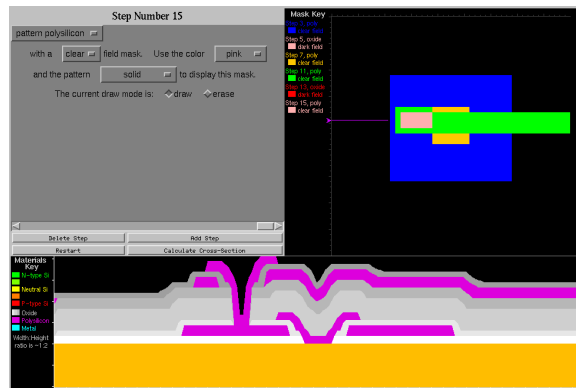 Step Number 15
pattern polysilicon
with a clear field mask. Use the color pink
and the pattern solid to display this mask.
The current draw mode is: draw erase
Delete Step Add Step
Restart Calculate Cross-Section
Mask Key
clear field
Step 5, oxide
dark field
Step 7, poly
clear field
Step 11, poly
clear field
dark field
Step 15, poly
clear field
Materials
Key
N-type Si
Neutral Si
P-type Si
Oxide
Polysilicon
Metal
Width:Height
ratio is ~1:2